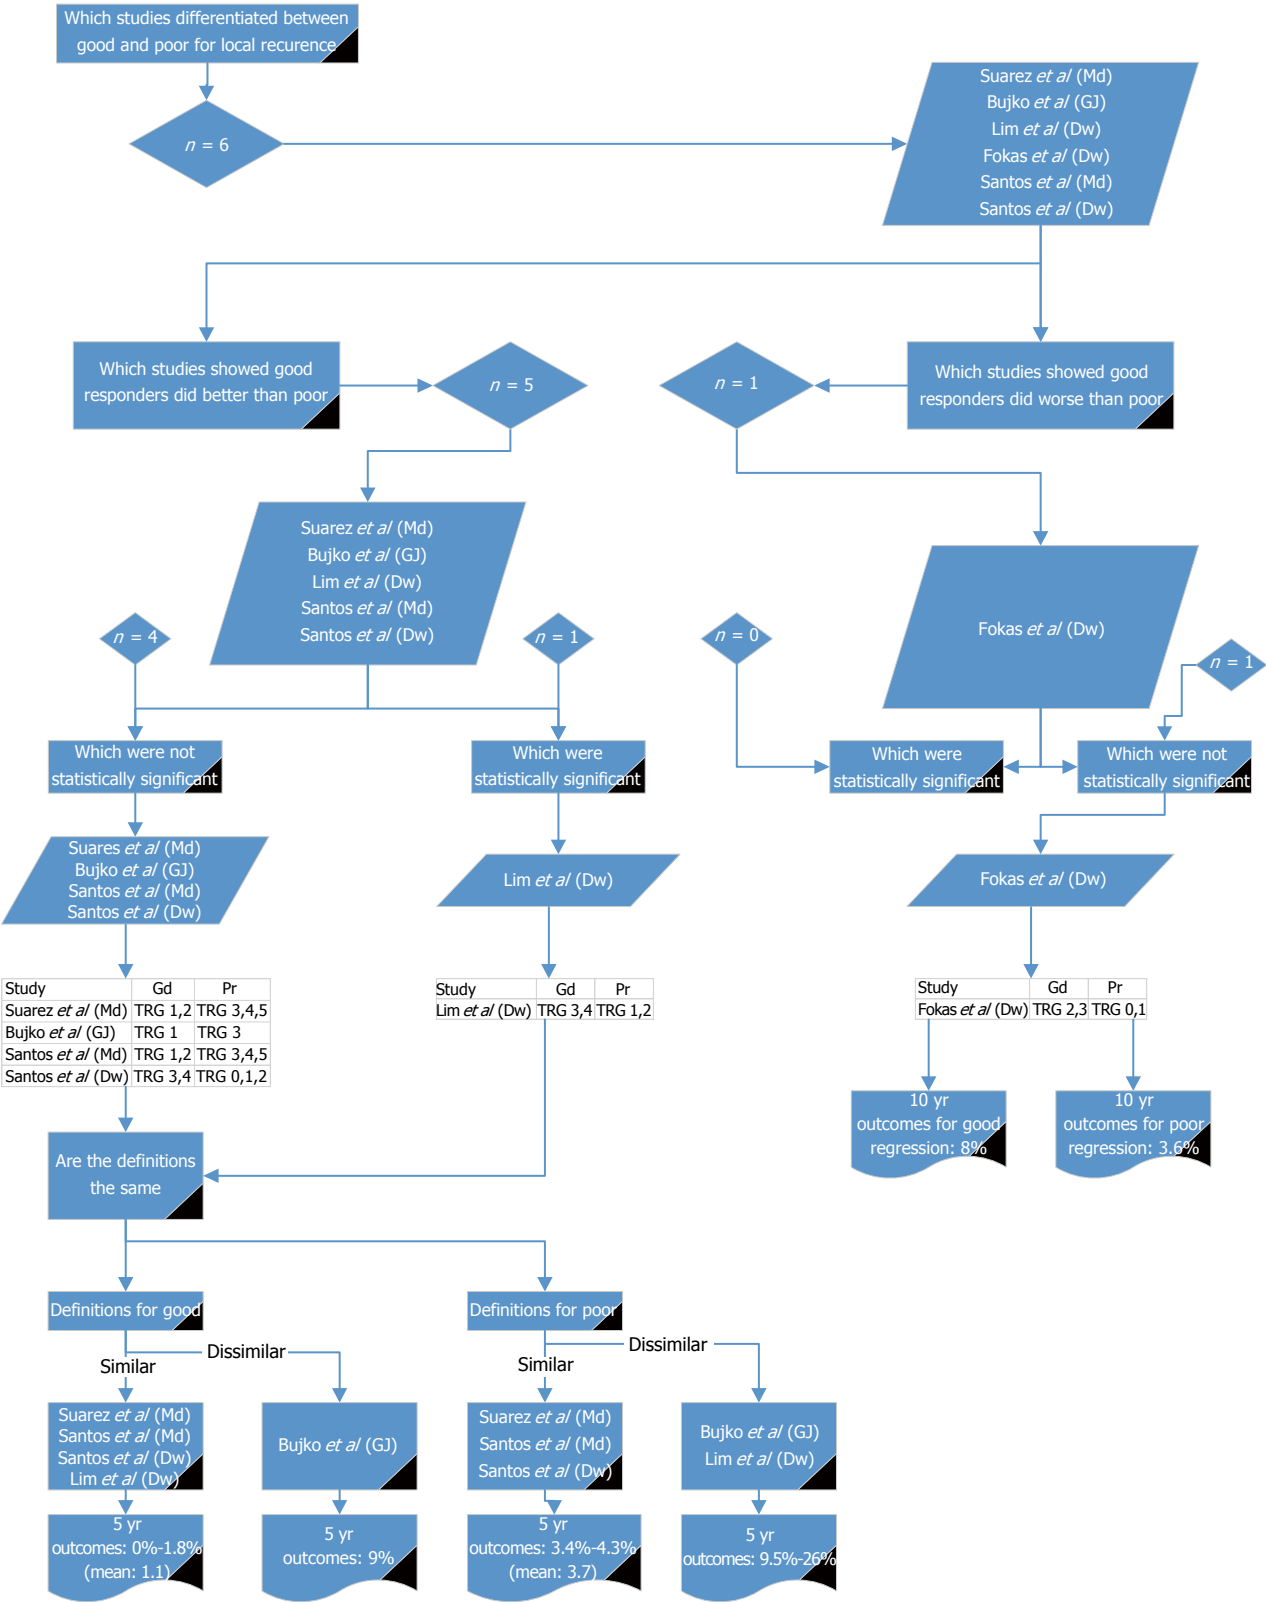 Which studies differentiated between
good and poor for local recurence
n = 6
Suarez et al (Md)
Bujko et al (GJ)
Lim et al (Dw)
Fokas et al (Dw)
Santos et al (Md)
Santos et al (Dw)
Which studies showed good
responders did better than poor
n = 5
n = 1
Which studies showed good
responders did worse than poor
Suarez et al (Md)
Bujko et al (GJ)
Lim et al (Dw)
Santos et al (Md)
Santos et al (Dw)
Fokas et al (Dw)
n = 4
n = 1
n = 0
n = 1
Which were not
statistically significant
Which were
statistically significant
Which were
statistically significant
Which were not
statistically significant
Suares et al (Md)
Bujko et al (GJ)
Santos et al (Md)
Santos et al (Dw)
Lim et al (Dw)
Fokas et al (Dw)
Study Gd Pr
Suarez et al (Md) TRG 1,2 TRG 3,4,5
Bujko et al (GJ) TRG 1 TRG 3
Santos et al (Md) TRG 1,2 TRG 3,4,5
Santos et al (Dw) TRG 3,4 TRG 0,1,2
Study Gd Pr
Lim et al (Dw) TRG 3,4 TRG 1,2
Study Gd Pr
Fokas et al (Dw) TRG 2,3 TRG 0,1
10 yr
outcomes for good
regression: 8%
10 yr
outcomes for poor
regression: 3.6%
Are the definitions
the same
Definitions for good
Definitions for poor
Similar
Dissimilar
Similar
Dissimilar
Suarez et al (Md)
Santos et al (Md)
Santos et al (Dw)
Lim et al (Dw)
Bujko et al (GJ)
Suarez et al (Md)
Santos et al (Md)
Santos et al (Dw)
Bujko et al (GJ)
Lim et al (Dw)
5 yr
outcomes: 0%-1.8%
(mean: 1.1)
5 yr
outcomes: 9%
5 yr
outcomes: 3.4%-4.3%
(mean: 3.7)
5 yr
outcomes: 9.5%-26%